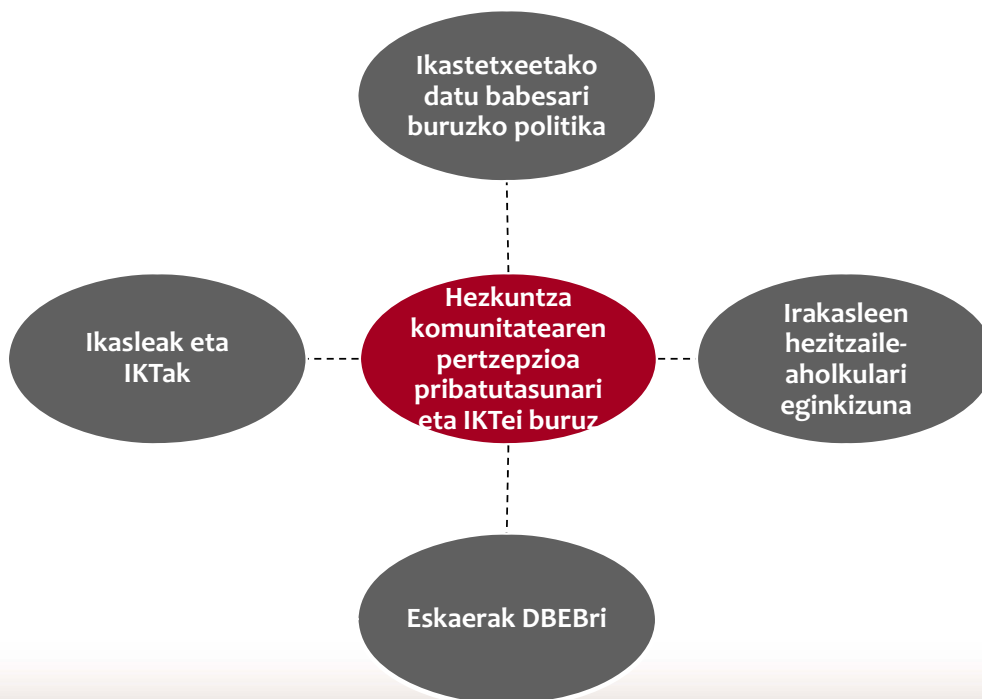 Ikastetxeetako
datu babesari
buruzko politika
Ikasleak eta
IKTak
Hezkuntza
komunitatearen
pertzepzioa
pribatutasunari
eta IKTei buruz
Irakasleen
hezitzaile-
aholkulari
eginkizuna
Eskaerak DBEBri